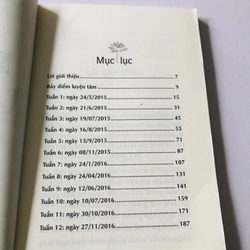 Mục lục
Lời giới thiệu 7
Bảy điểm luyện tâm 9
Tuần 1: ngày 24/5/2015 15
Tuần 2: ngày 21/6/2015 31
Tuần 3: ngày 19/07/2015 45
Tuần 4: ngày 16/8/2015 55
Tuần 5: ngày 13/9/2015 71
Tuần 6: ngày 08/11/2015 87
Tuần 7: ngày 24/1/2016 107
Tuần 8: ngày 24/04/2016 131
Tuần 9: ngày 12/06/2016 141
Tuần 10: ngày 10/07/2016 159
Tuần 11: ngày 30/10/2016 171
Tuần 12: ngày 27/11/2016 187